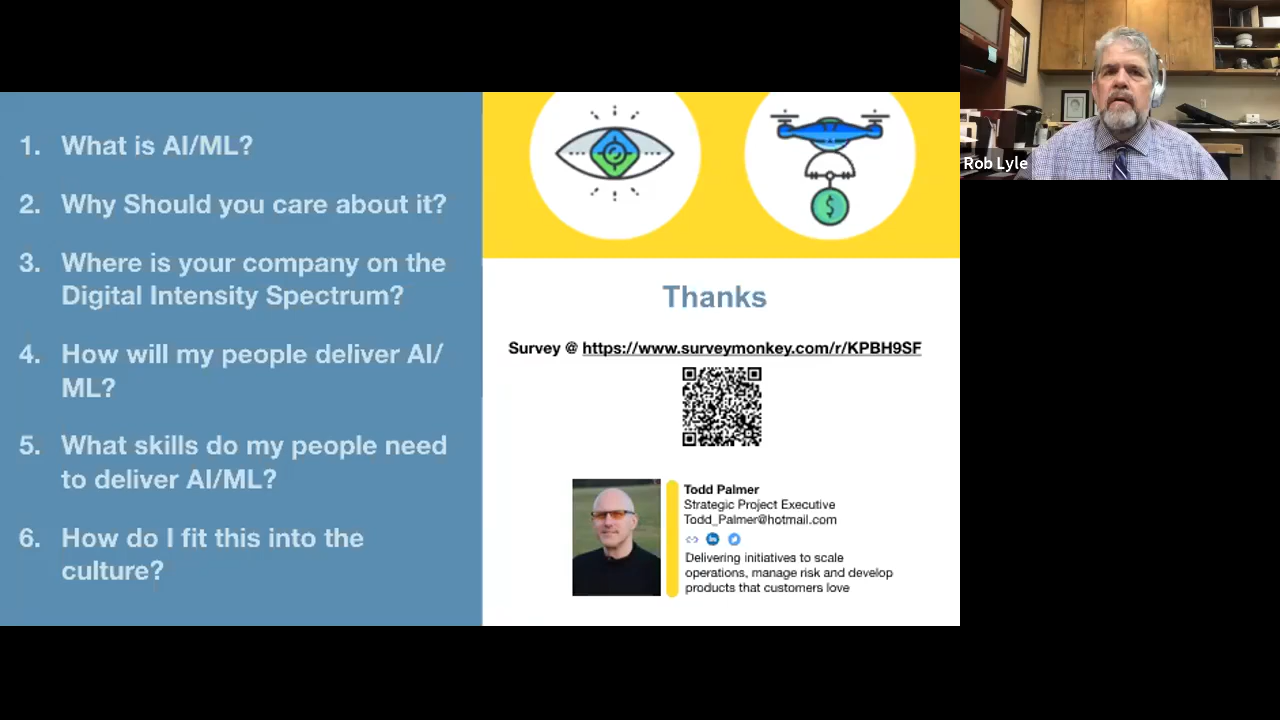 1. What is AI/ML?
2. Why Should you care about it?
3. Where is your company on the
Digital Intensity Spectrum?
4. How will my people deliver AI/
ML?
5. What skills do my people need
to deliver AI/ML?
6. How do I fit this into the
culture?
$
Thanks
Survey @ https://www.surveymonkey.com/r/KPBH9SF
Todd Palmer
Strategic Project Executive
Todd_Palmer@hotmail.com
in
Delivering initiatives to scale
operations, manage risk and develop
products that customers love
Rob Lyle